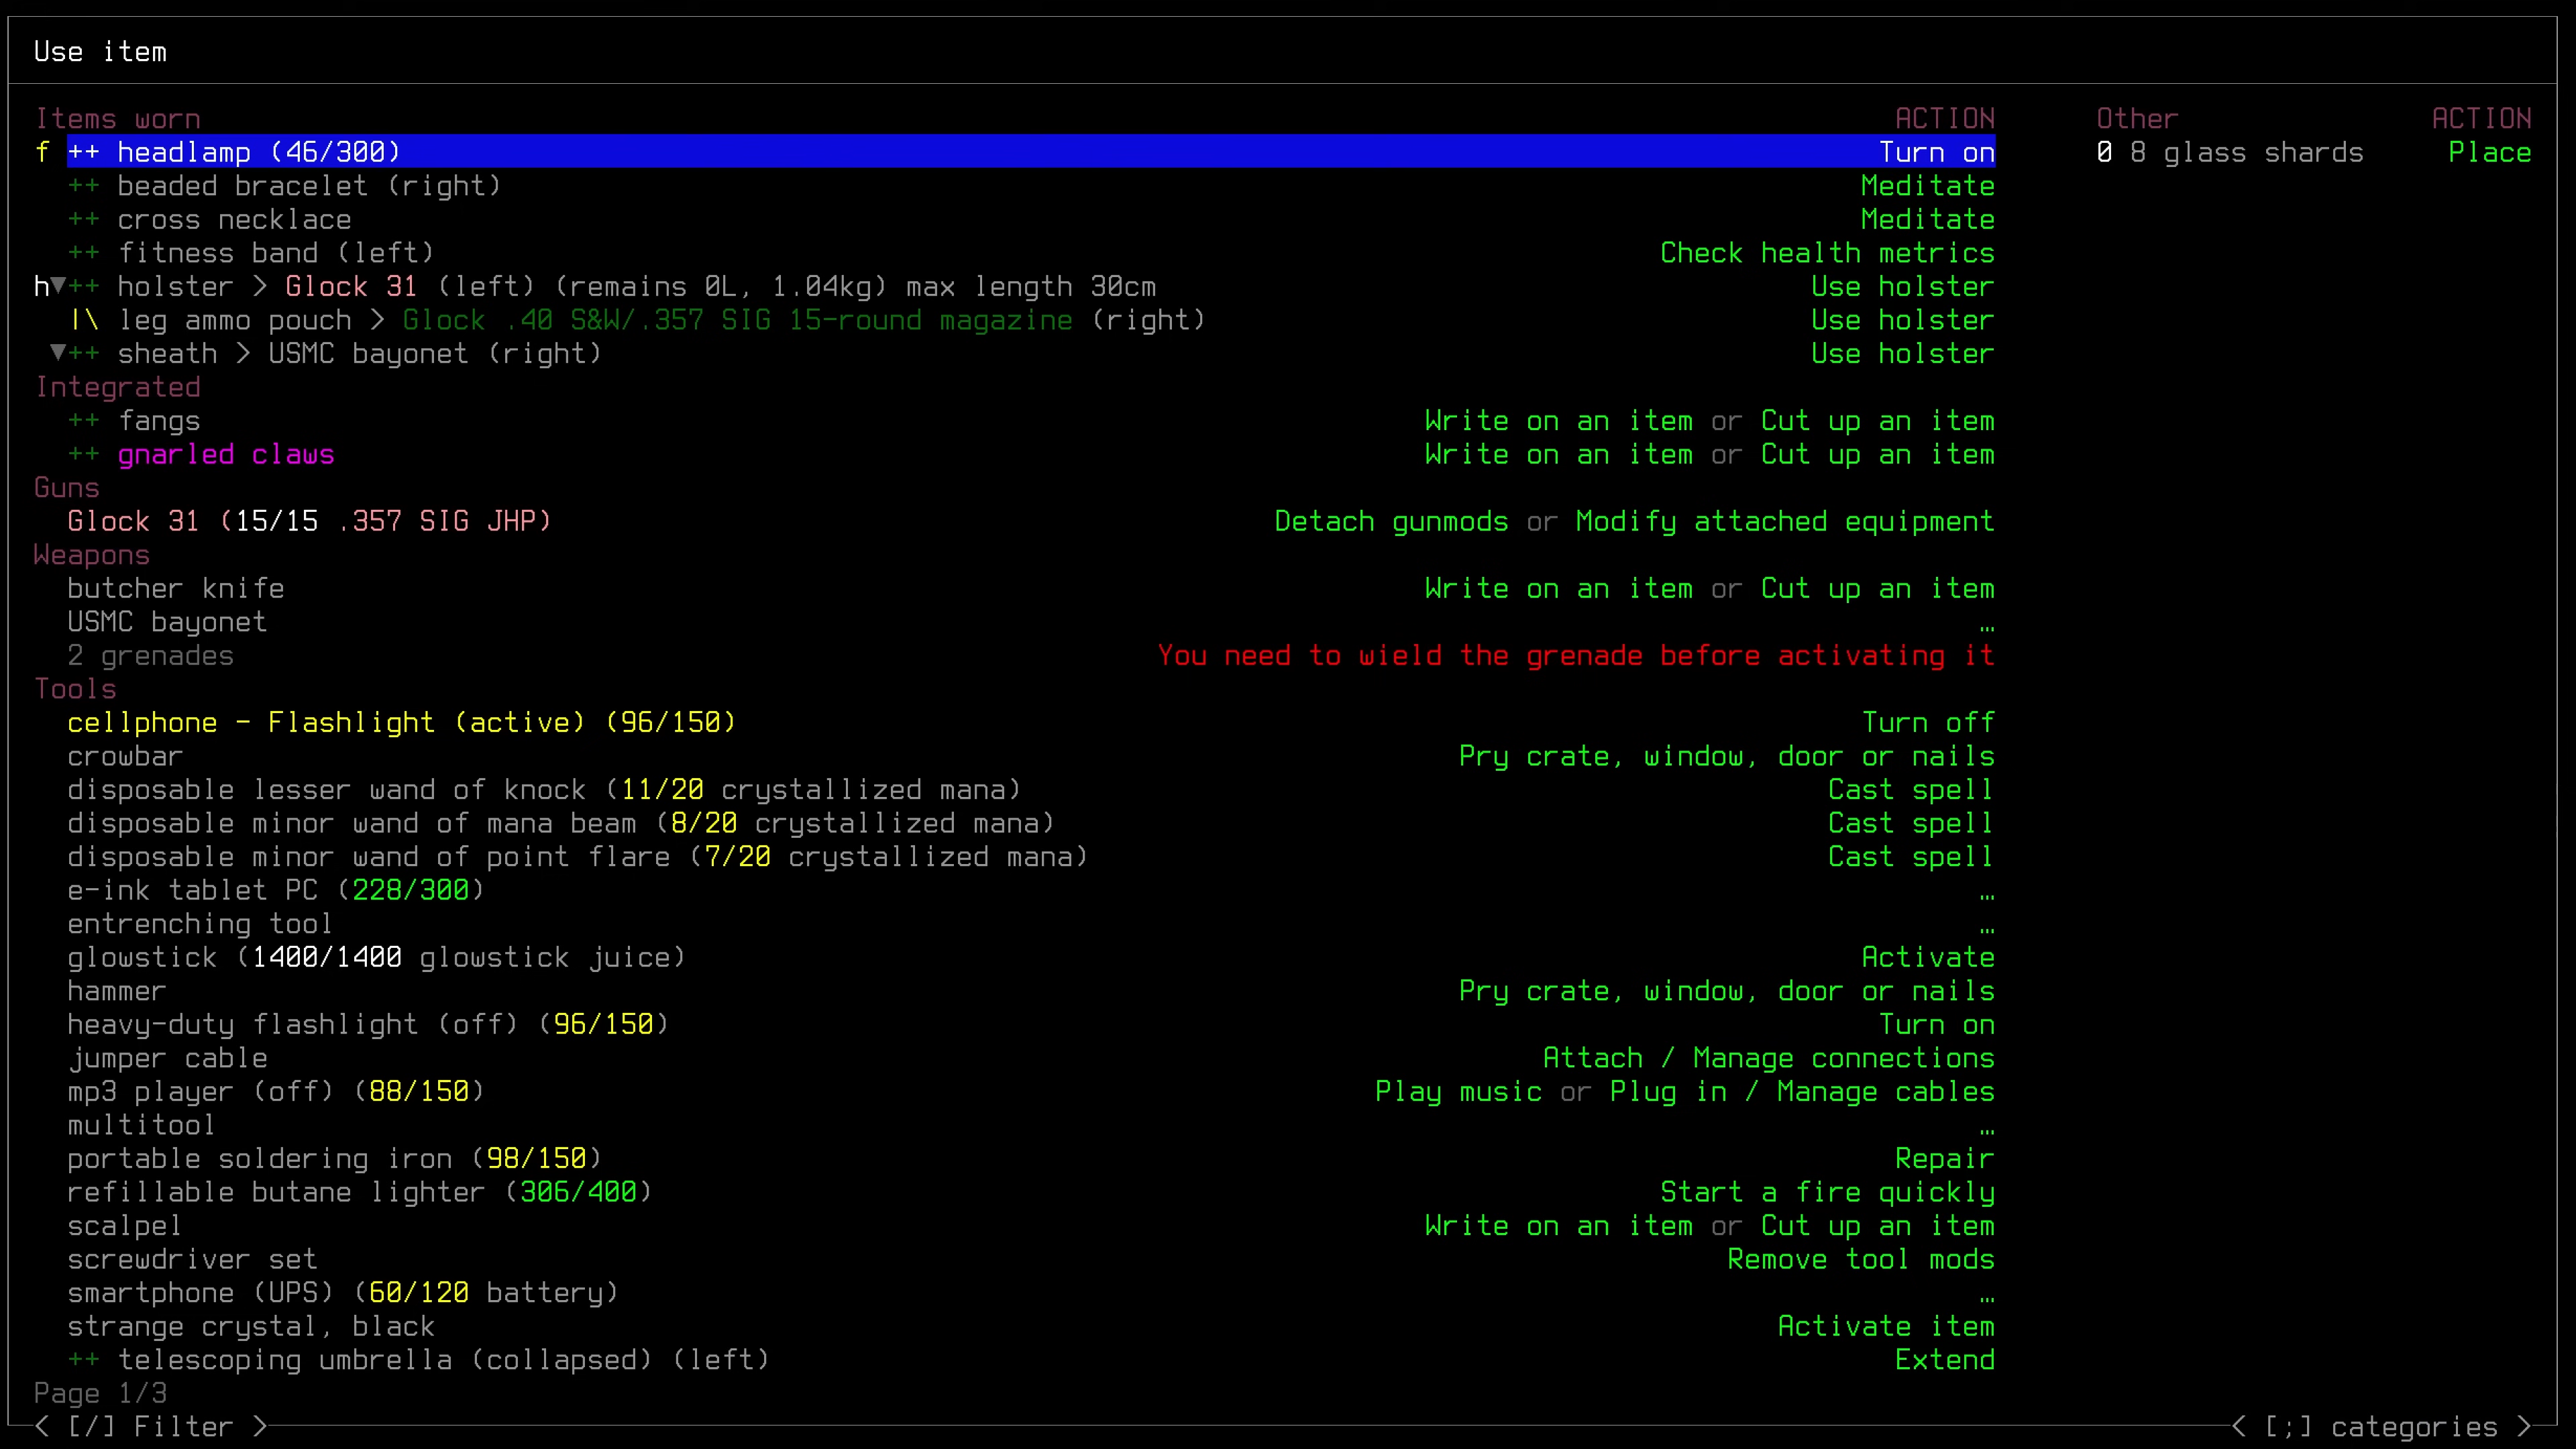 Use item
Items worn ACTION Other ACTION
f ++ headlamp (46/300) Turn on 0 8 glass shards Place
++ beaded bracelet (right) Meditate
++ cross necklace Meditate
++ fitness band (left) Check health metrics
h▼++ holster > Glock 31 (left) (remains 0L, 1.04kg) max length 30cm Use holster
|\ leg ammo pouch > Glock .40 S&W/.357 SIG 15-round magazine (right) Use holster
▼++ sheath > USMC bayonet (right) Use holster
Integrated
++ fangs Write on an item or Cut up an item
++ gnarled claws Write on an item or Cut up an item
Guns
Glock 31 (15/15 .357 SIG JHP) Detach gunmods or Modify attached equipment
Weapons
butcher knife Write on an item or Cut up an item
USMC bayonet …
2 grenades You need to wield the grenade before activating it
Tools
cellphone - Flashlight (active) (96/150) Turn off
crowbar Pry crate, window, door or nails
disposable lesser wand of knock (11/20 crystallized mana) Cast spell
disposable minor wand of mana beam (8/20 crystallized mana) Cast spell
disposable minor wand of point flare (7/20 crystallized mana) Cast spell
e-ink tablet PC (228/300) …
entrenching tool …
glowstick (1400/1400 glowstick juice) Activate
hammer Pry crate, window, door or nails
heavy-duty flashlight (off) (96/150) Turn on
jumper cable Attach / Manage connections
mp3 player (off) (88/150) Play music or Plug in / Manage cables
multitool …
portable soldering iron (98/150) Repair
refillable butane lighter (306/400) Start a fire quickly
scalpel Write on an item or Cut up an item
screwdriver set Remove tool mods
smartphone (UPS) (60/120 battery) …
strange crystal, black Activate item
++ telescoping umbrella (collapsed) (left) Extend
Page 1/3
< [/] Filter > < [;] categories >